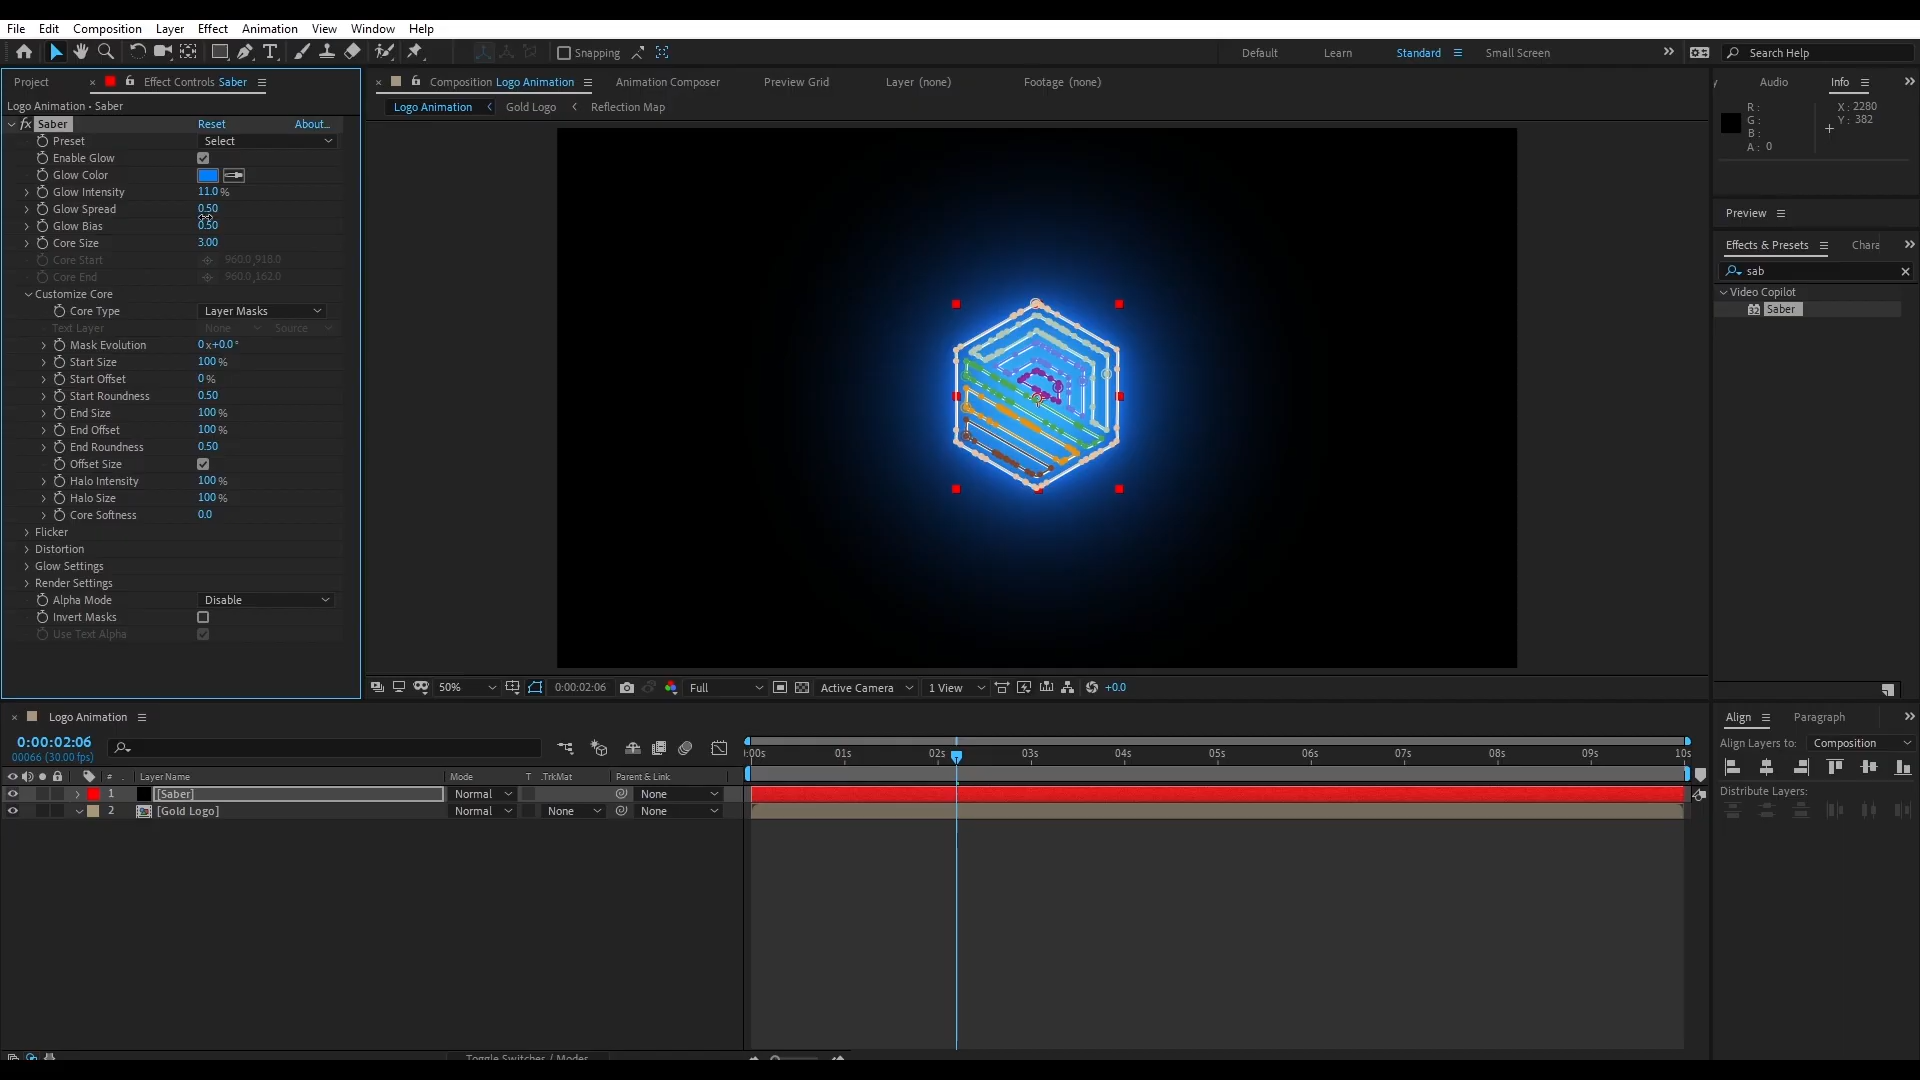 File Edit Composition Layer Effect Animation View Window Help
Snapping Default Learn Standard Small Screen Search Help
Project Effect Controls Saber Composition Logo Animation Animation Composer Preview Grid Layer (none) Footage (none) Audio Info
Logo Animation • Saber
Logo Animation Gold Logo Reflection Map
R: X: 2280
G: Y: 382
B:
A: 0
fx Saber Reset About...
Preset Select
Enable Glow
Glow Color
Glow Intensity 11.0 %
Glow Spread 0.50
Glow Bias 0.50
Core Size 3.00
Core Start 960.0,918.0
Core End 960.0,162.0
Customize Core
Core Type Layer Masks
Text Layer None Source
Mask Evolution 0x+0.0°
Start Size 100 %
Start Offset 0 %
Start Roundness 0.50
End Size 100 %
End Offset 100 %
End Roundness 0.50
Offset Size
Halo Intensity 100 %
Halo Size 100 %
Core Softness 0.0
Flicker
Distortion
Glow Settings
Render Settings
Alpha Mode Disable
Invert Masks
Use Text Alpha
Preview
Effects & Presets Chara
sab
Video Copilot
32 Saber
50% 0:00:02:06 Full Active Camera 1 View +0.0
Logo Animation
0:00:02:06
00066 (30.00 fps)
:00s 01s 02s 03s 04s 05s 06s 07s 08s 09s 10s
# Layer Name Mode T .TrkMat Parent & Link
1 [Saber] Normal None
2 [Gold Logo] Normal None None
Toggle Switches / Modes
Align Paragraph
Align Layers to: Composition
Distribute Layers: